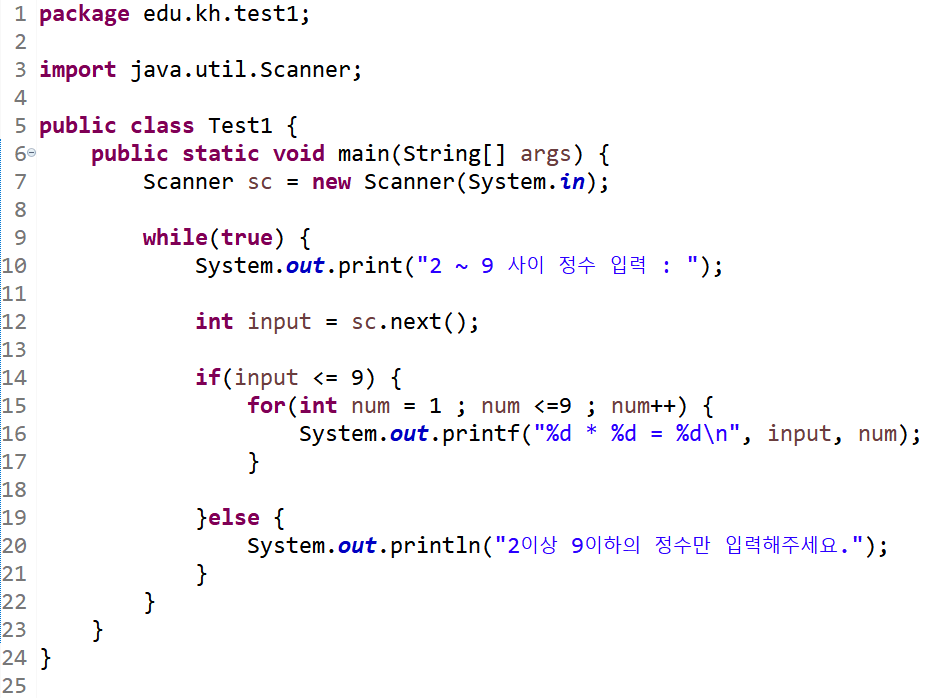 1 package edu.kh.test1;
2
3 import java.util.Scanner;
4
5 public class Test1 {
6 public static void main(String[] args) {
7 Scanner sc = new Scanner(System.in);
8
9 while(true) {
10 System.out.print("2 ~ 9 사이 정수 입력 : ");
11
12 int input = sc.next();
13
14 if(input <= 9) {
15 for(int num = 1 ; num <=9 ; num++) {
16 System.out.printf("%d * %d = %d\n", input, num);
17 }
18
19 }else {
20 System.out.println("2이상 9이하의 정수만 입력해주세요.");
21 }
22 }
23 }
24 }
25